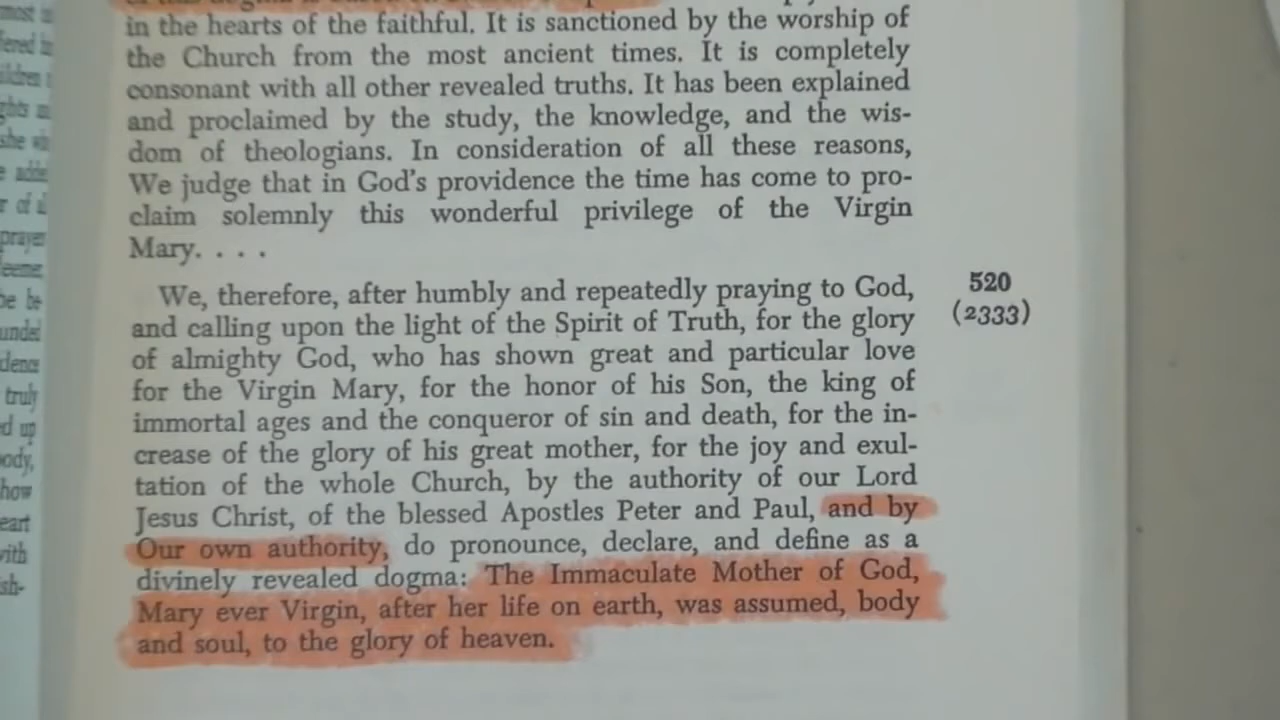 in the hearts of the faithful. It is sanctioned by the worship of
the Church from the most ancient times. It is completely
consonant with all other revealed truths. It has been explained
and proclaimed by the study, the knowledge, and the wis-
dom of theologians. In consideration of all these reasons,
We judge that in God's providence the time has come to pro-
claim solemnly this wonderful privilege of the Virgin
Mary. . . .
We, therefore, after humbly and repeatedly praying to God,
and calling upon the light of the Spirit of Truth, for the glory
of almighty God, who has shown great and particular love
for the Virgin Mary, for the honor of his Son, the king of
immortal ages and the conqueror of sin and death, for the in-
crease of the glory of his great mother, for the joy and exul-
tation of the whole Church, by the authority of our Lord
Jesus Christ, of the blessed Apostles Peter and Paul, and by
Our own authority, do pronounce, declare, and define as a
divinely revealed dogma: The Immaculate Mother of God,
Mary ever Virgin, after her life on earth, was assumed, body
and soul, to the glory of heaven.
520
(2333)
prayer
truly
how